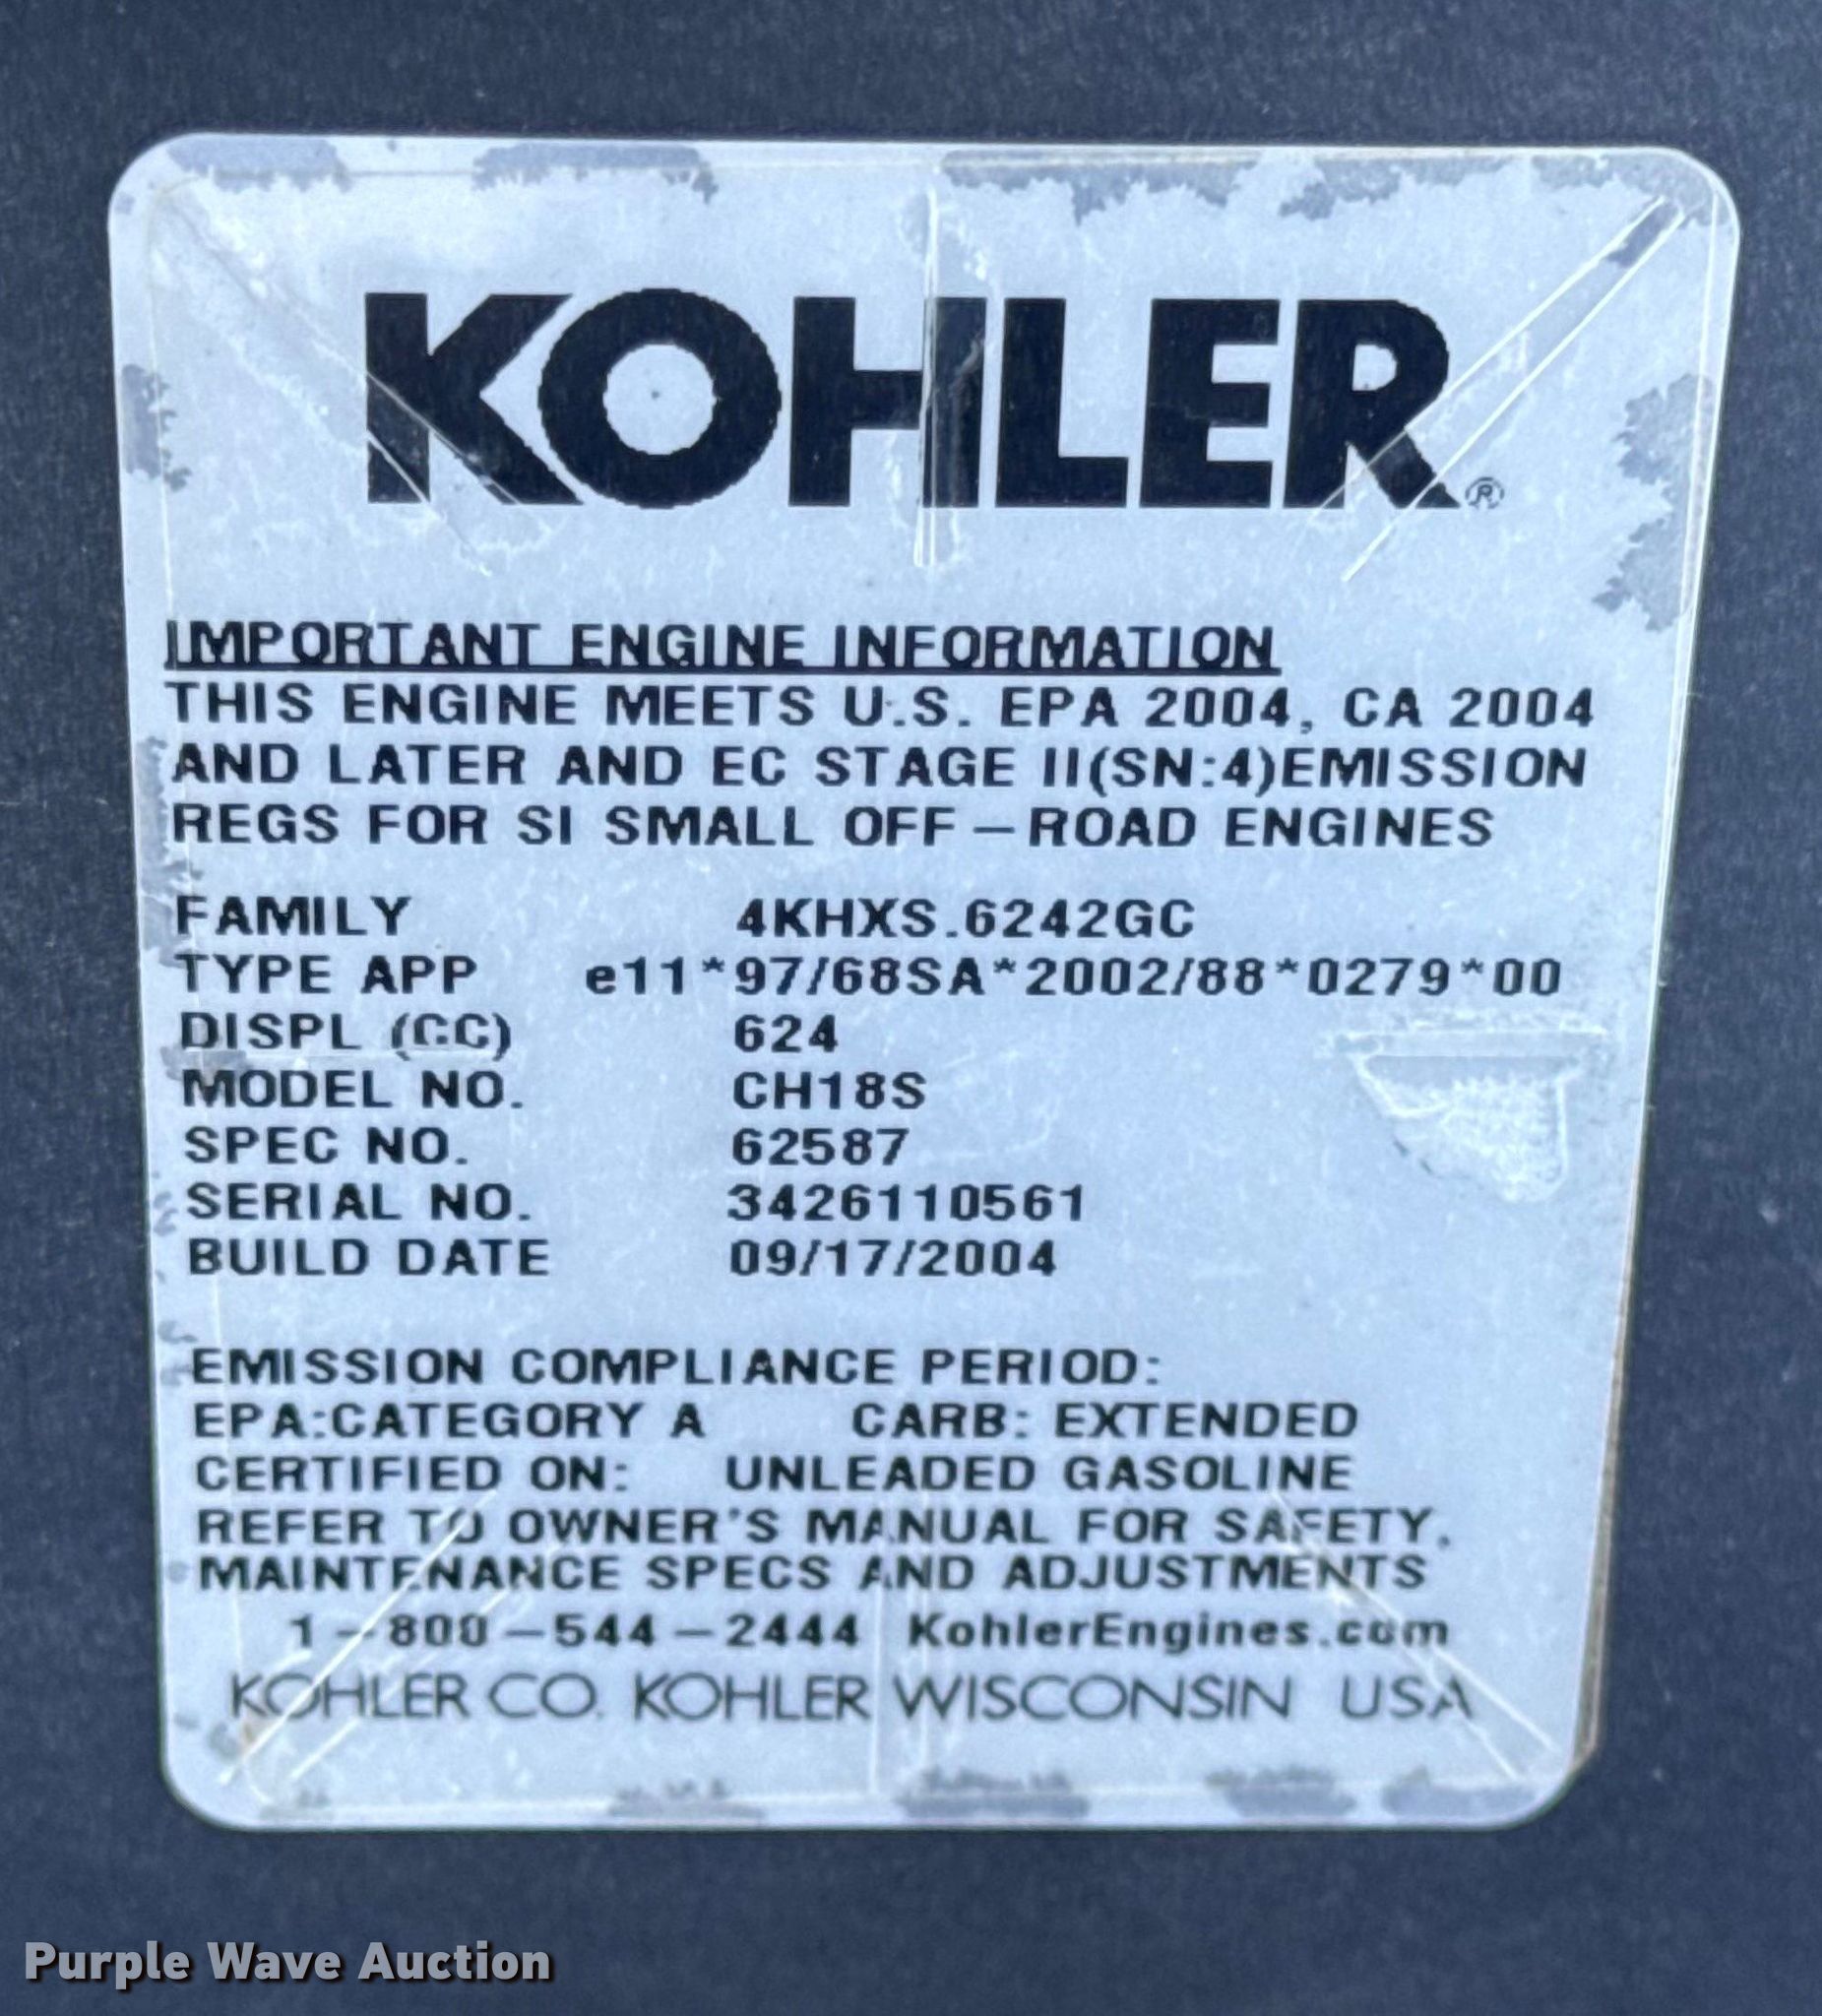 KOHLER®
IMPORTANT ENGINE INFORMATION
THIS ENGINE MEETS U.S. EPA 2004, CA 2004
AND LATER AND EC STAGE II(SN:4)EMISSION
REGS FOR SI SMALL OFF-ROAD ENGINES
FAMILY 4KHXS.6242GC
TYPE APP e11*97/68SA*2002/88*0279*00
DISPL (CC) 624
MODEL NO. CH18S
SPEC NO. 62587
SERIAL NO. 3426110561
BUILD DATE 09/17/2004
EMISSION COMPLIANCE PERIOD:
EPA:CATEGORY A CARB: EXTENDED
CERTIFIED ON: UNLEADED GASOLINE
REFER TO OWNER'S MANUAL FOR SAFETY,
MAINTENANCE SPECS AND ADJUSTMENTS
1-800-544-2444 KohlerEngines.com
KOHLER CO. KOHLER WISCONSIN USA
Purple Wave Auction